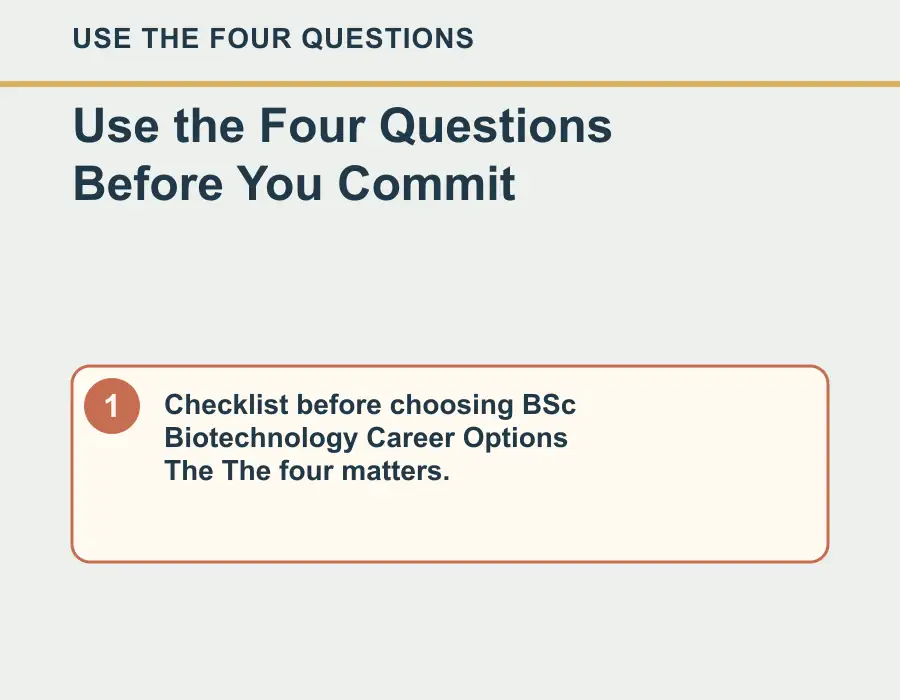 USE THE FOUR QUESTIONS
Use the Four Questions
Before You Commit
1
Checklist before choosing BSc
Biotechnology Career Options
The The four matters.